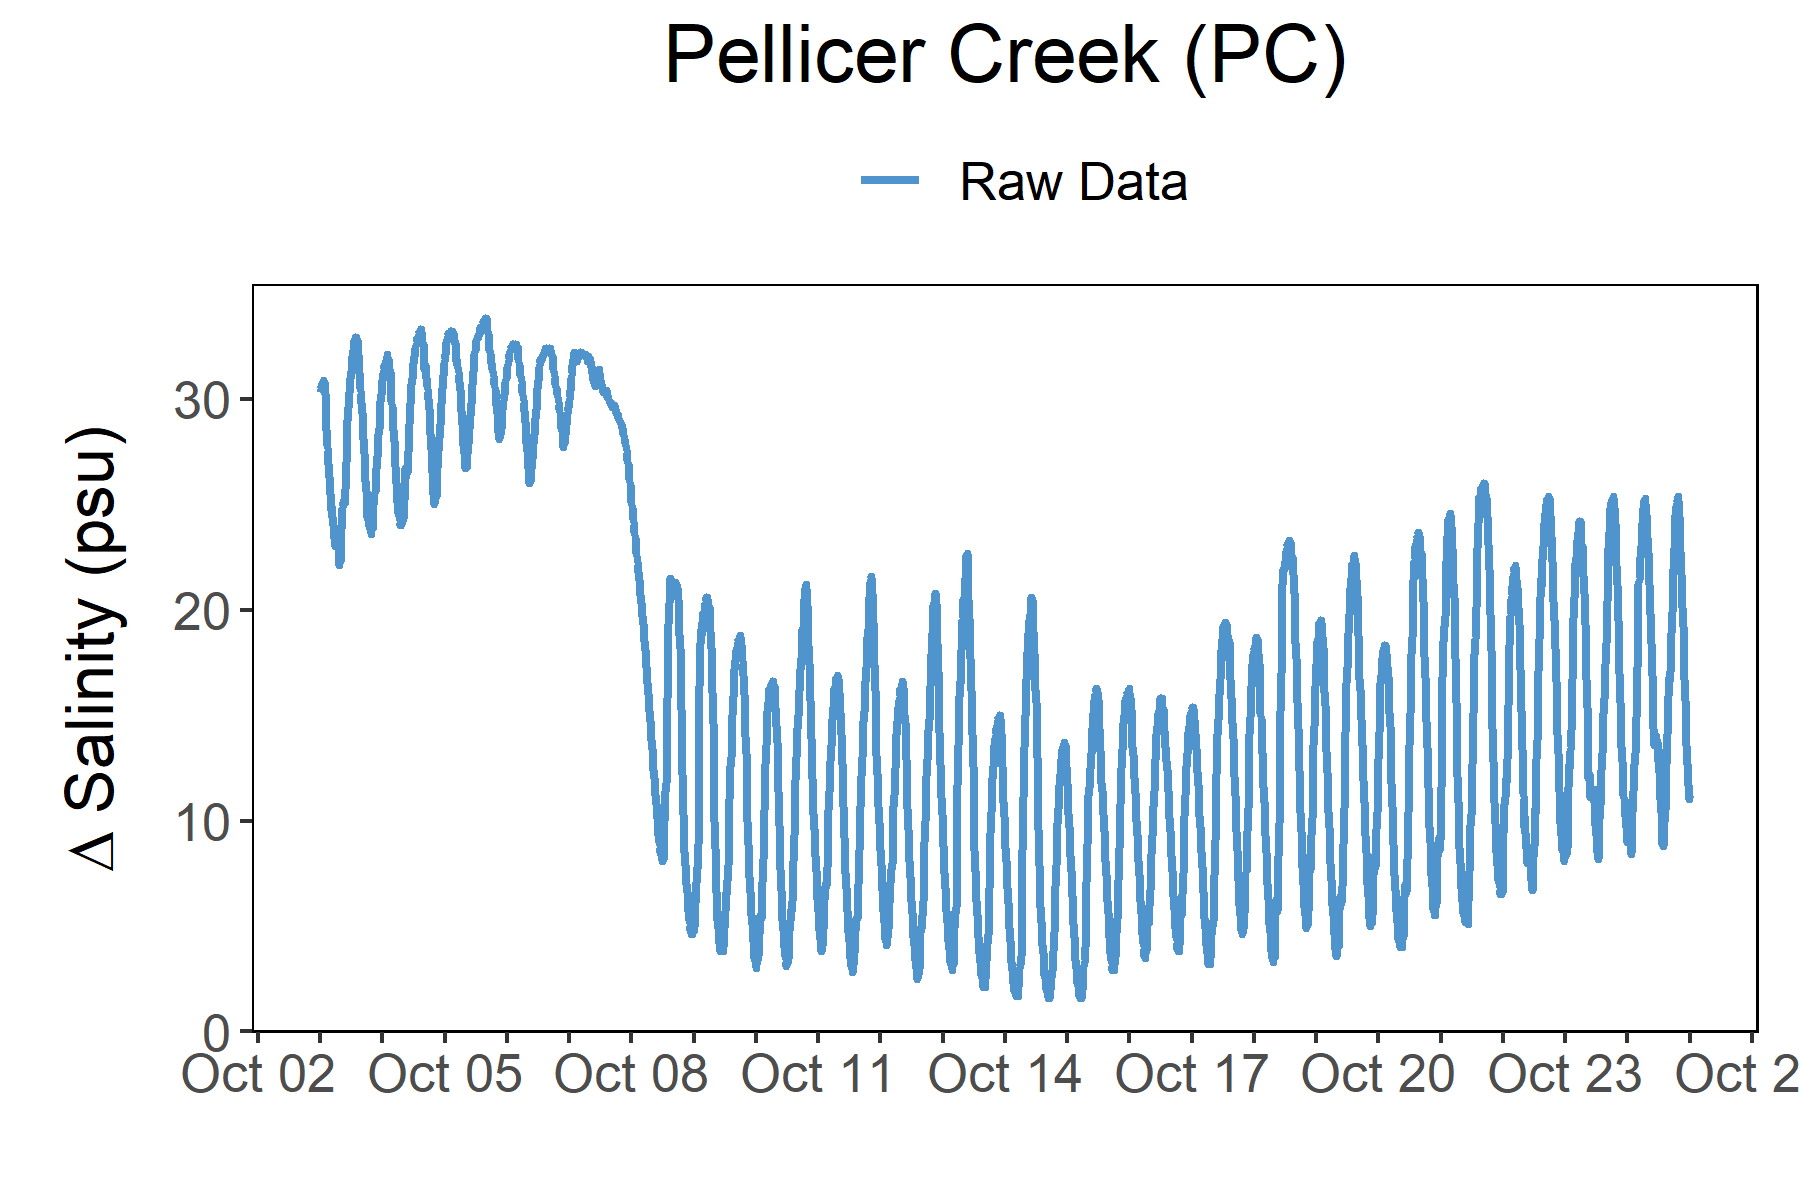 Pellicer Creek (PC)
Raw Data
Δ Salinity (psu)
30
20
10
0
Oct 02 Oct 05 Oct 08 Oct 11 Oct 14 Oct 17 Oct 20 Oct 23 Oct 2